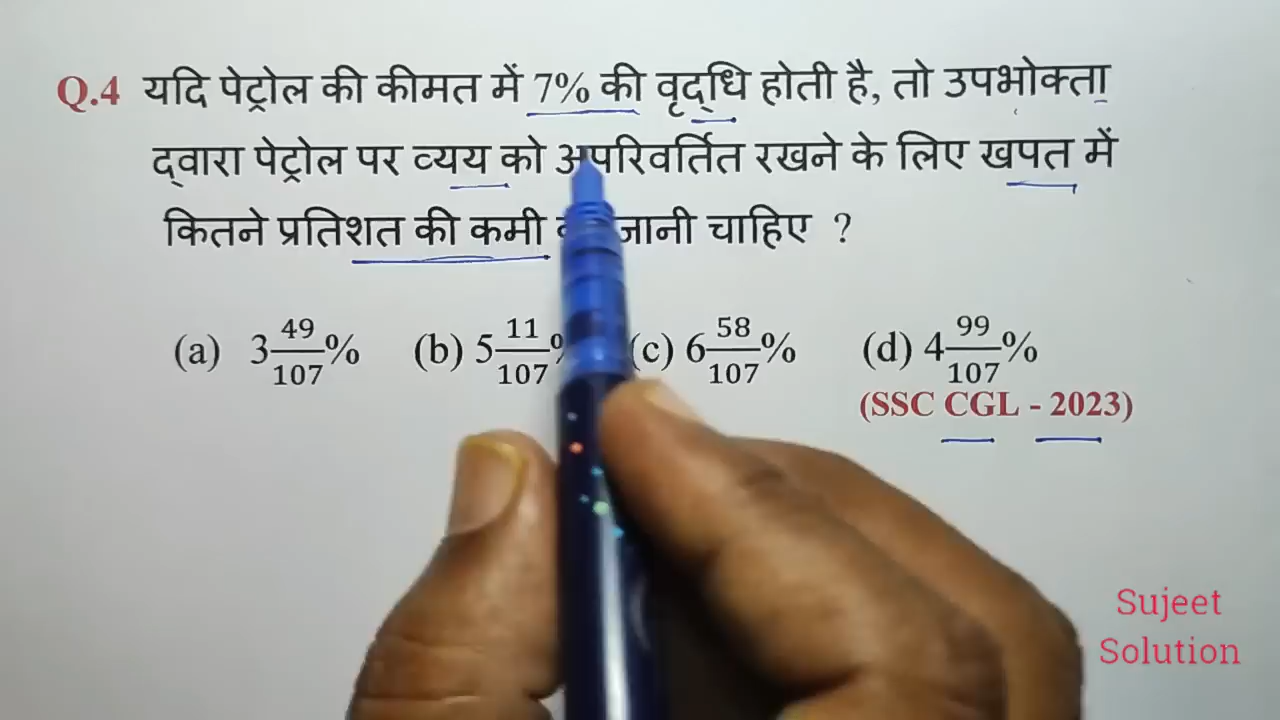 Q.4 यदि पेट्रोल की कीमत में 7% की वृद्धि होती है, तो उपभोक्ता
द्वारा पेट्रोल पर व्यय को अपरिवर्तित रखने के लिए खपत में
कितने प्रतिशत की कमी जानी चाहिए ?
(a) 3 49/107 % (b) 5 11/107 % (c) 6 58/107 % (d) 4 99/107 %
(SSC CGL - 2023)
Sujeet
Solution